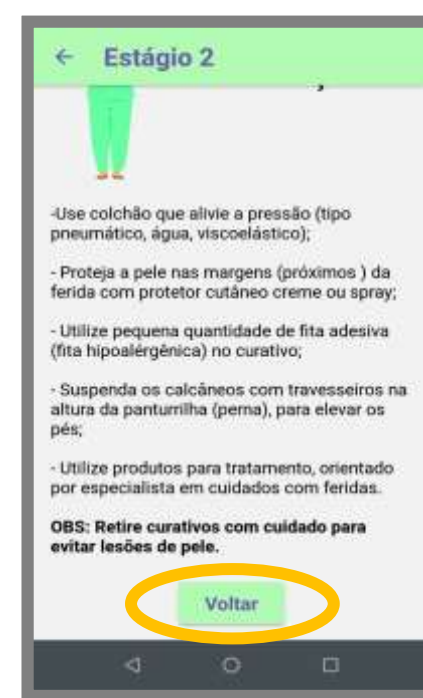 Estágio 2
-Use colchão que alivie a pressão (tipo
pneumático, água, viscoelástico);
- Proteja a pele nas margens (próximos ) da
ferida com protetor cutâneo creme ou spray;
- Utilize pequena quantidade de fita adesiva
(fita hipoalérgênica) no curativo;
- Suspenda os calcâneos com travesseiros na
altura da panturrilha (perna), para elevar os
pés;
- Utilize produtos para tratamento, orientado
por especialista em cuidados com feridas.
OBS: Retire curativos com cuidado para
evitar lesões de pele.
Voltar